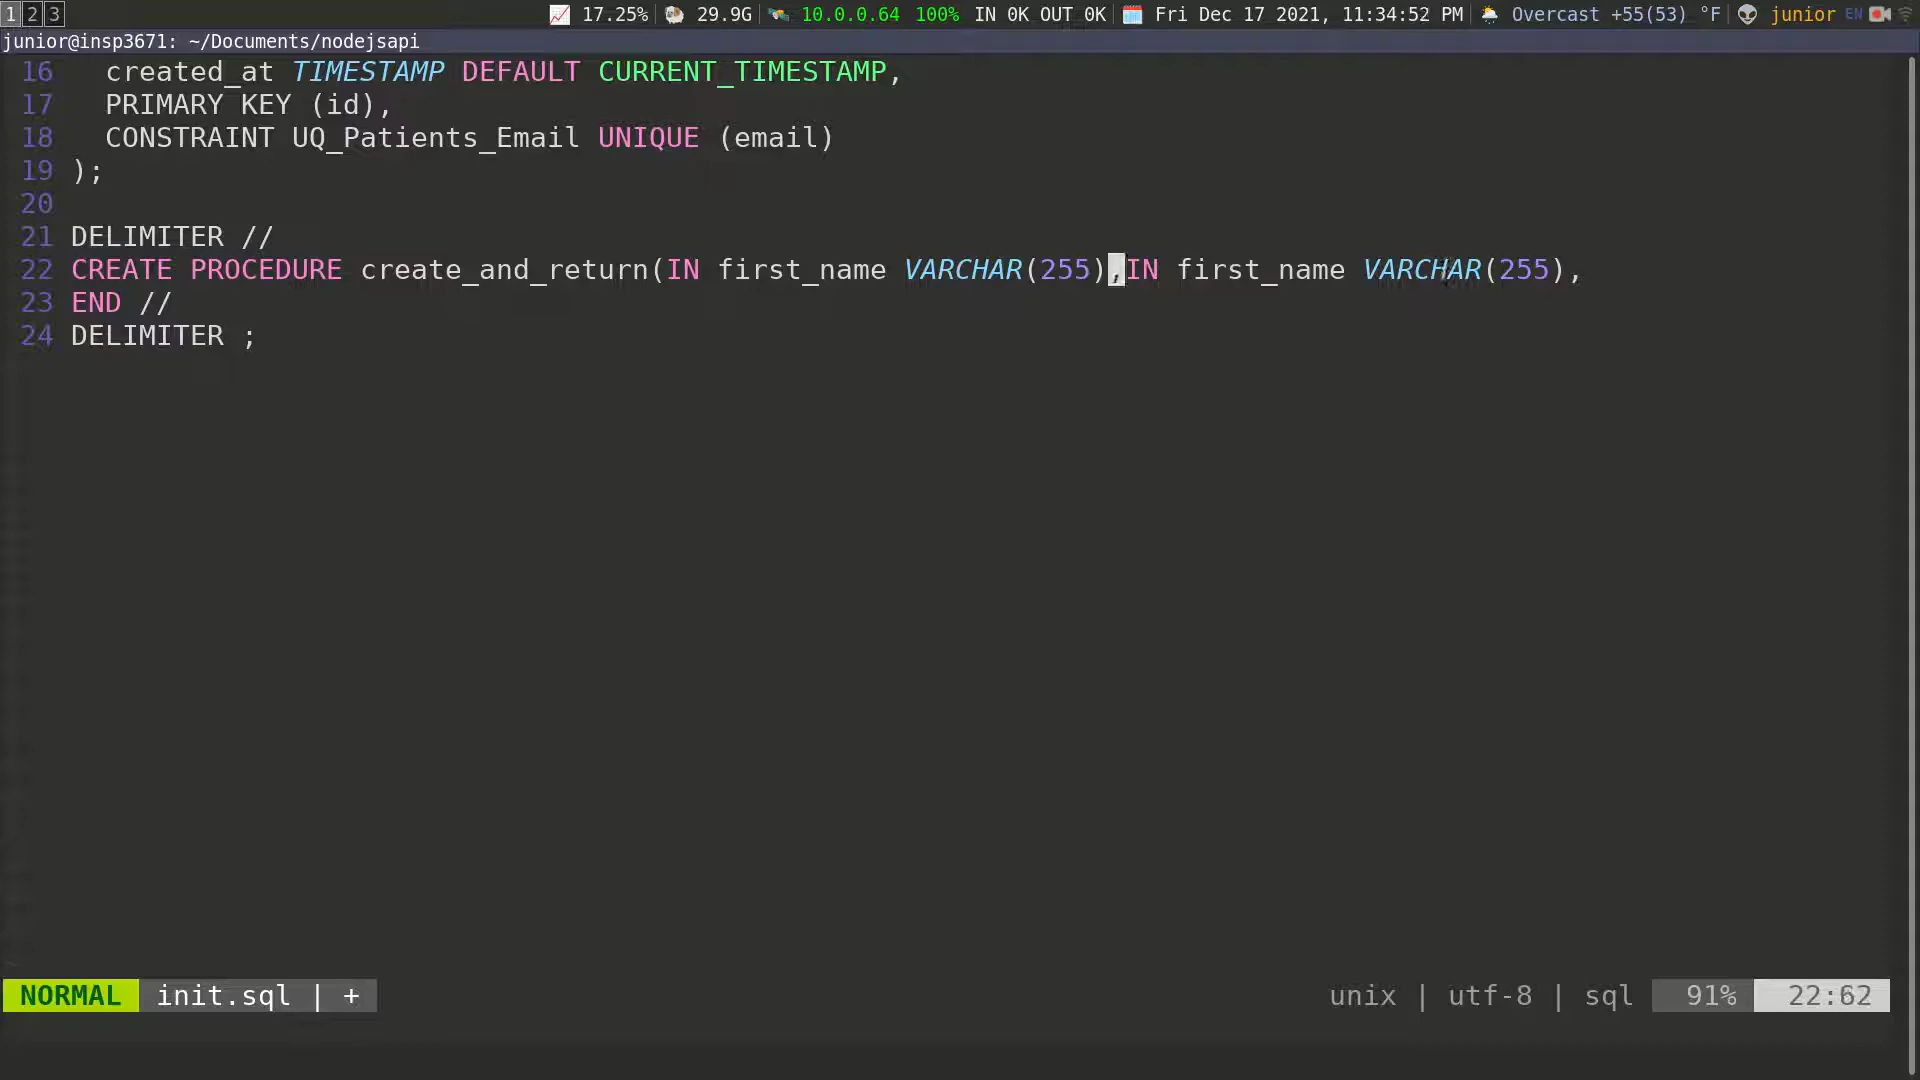 1 2 3 17.25% 29.9G 10.0.0.64 100% IN 0K OUT 0K Fri Dec 17 2021, 11:34:52 PM Overcast +55(53) °F junior EN
junior@insp3671: ~/Documents/nodejsapi
16 created_at TIMESTAMP DEFAULT CURRENT_TIMESTAMP,
17 PRIMARY KEY (id),
18 CONSTRAINT UQ_Patients_Email UNIQUE (email)
19 );
20
21 DELIMITER //
22 CREATE PROCEDURE create_and_return(IN first_name VARCHAR(255),IN first_name VARCHAR(255),
23 END //
24 DELIMITER ;
NORMAL init.sql | + unix | utf-8 | sql 91% 22:62